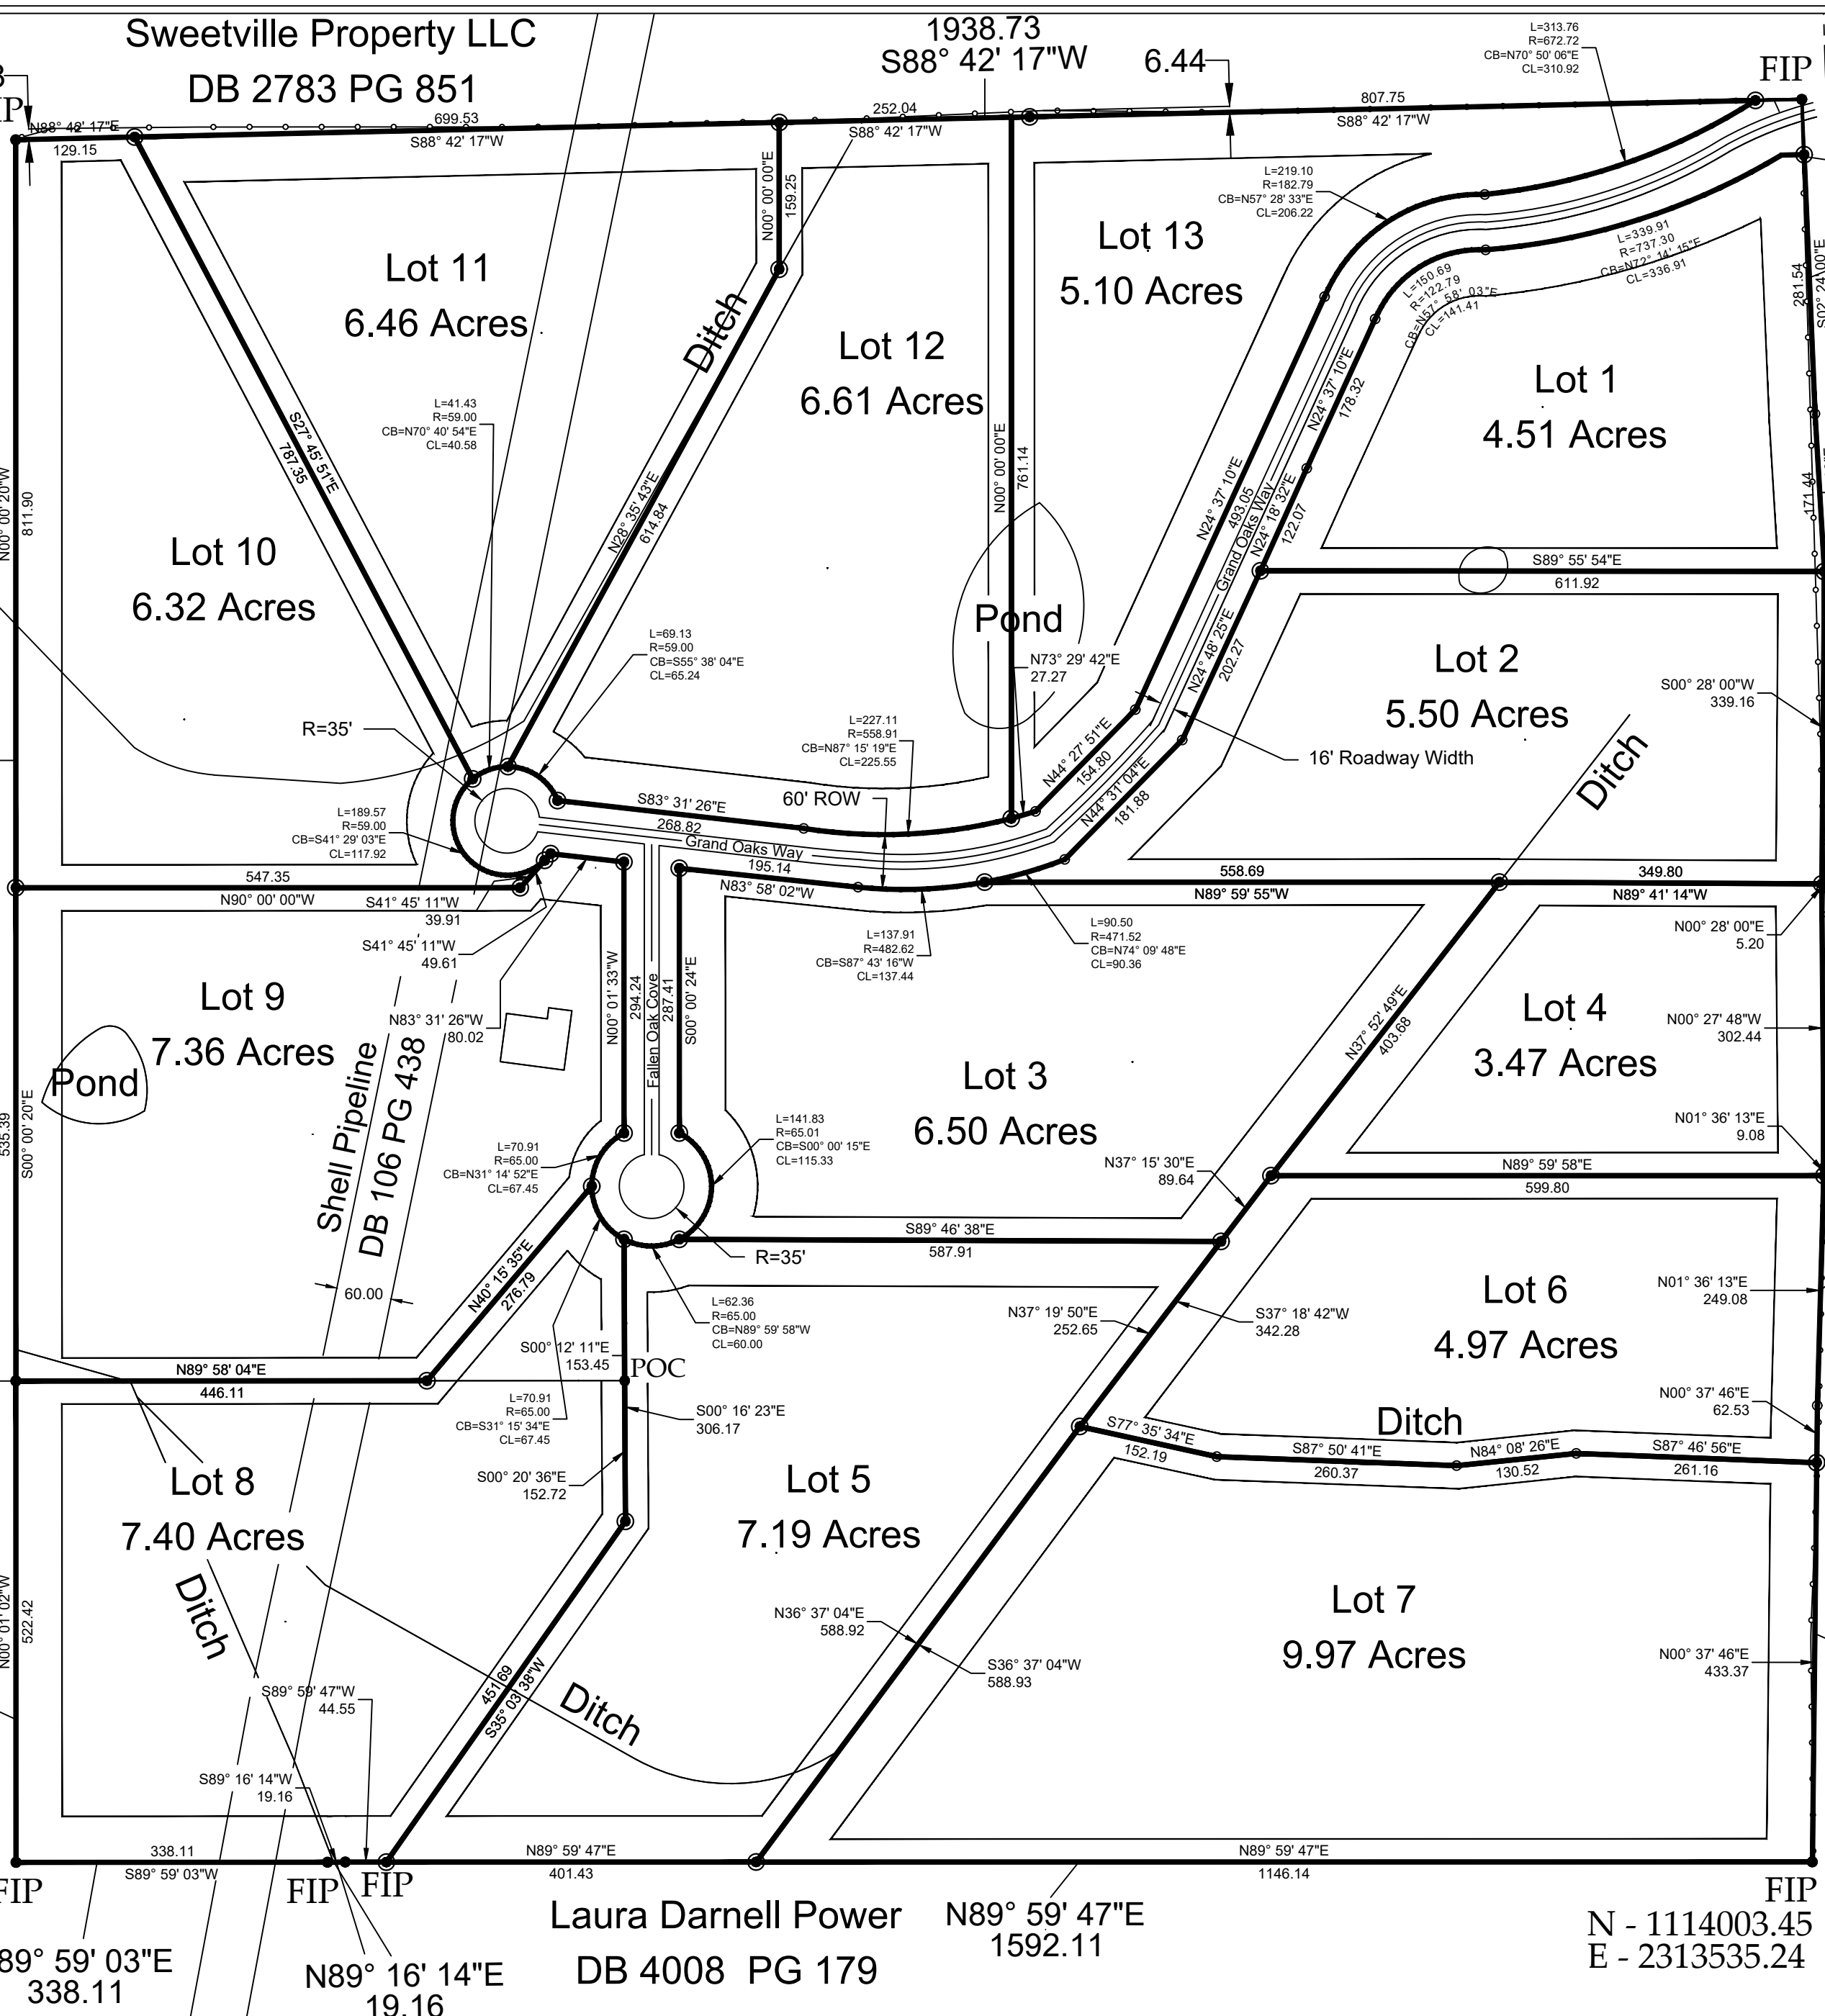 Sweetville Property LLC
DB 2783 PG 851
1938.73
S88° 42' 17"W
6.44
L=313.76
R=672.72
CB=N70° 50' 06"E
CL=310.92
FIP
N88° 42' 17"E
129.15
699.53
S88° 42' 17"W
252.04
S88° 42' 17"W
807.75
S88° 42' 17"W
N00° 00' 00"E
159.25
L=219.10
R=182.79
CB=N57° 28' 33"E
CL=206.22
L=339.91
R=737.30
CB=N72° 14' 15"E
CL=336.91
L=150.69
R=122.79
CB=N57° 58' 03"E
CL=141.41
281.54
S02° 24' 00"E
171.44
Lot 11
6.46 Acres
Ditch
Lot 12
6.61 Acres
Lot 13
5.10 Acres
Lot 1
4.51 Acres
N24° 37' 10"E
178.32
L=41.43
R=59.00
CB=N70° 40' 54"E
CL=40.58
S27° 45' 51"E
787.35
N28° 35' 43"E
614.84
N00° 00' 00"E
761.14
N24° 37' 10"E
493.05
Grand Oaks Way
N24° 18' 32"E
122.07
N00° 00' 20"W
811.90
Lot 10
6.32 Acres
S89° 55' 54"E
611.92
Pond
L=69.13
R=59.00
CB=S55° 38' 04"E
CL=65.24
N73° 29' 42"E
27.27
N24° 48' 25"E
202.27
Lot 2
5.50 Acres
S00° 28' 00"W
339.16
R=35'
L=227.11
R=558.91
CB=N87° 15' 19"E
CL=225.55
N44° 27' 51"E
154.80
16' Roadway Width
Ditch
N44° 31' 04"E
181.88
S83° 31' 26"E
268.82
60' ROW
Grand Oaks Way
195.14
N83° 58' 02"W
L=189.57
R=59.00
CB=S41° 29' 03"E
CL=117.92
547.35
N90° 00' 00"W
S41° 45' 11"W
39.91
S41° 45' 11"W
49.61
558.69
N89° 59' 55"W
349.80
N89° 41' 14"W
L=137.91
R=482.62
CB=S87° 43' 16"W
CL=137.44
L=90.50
R=471.52
CB=N74° 09' 48"E
CL=90.36
N00° 28' 00"E
5.20
Lot 9
7.36 Acres
N83° 31' 26"W
80.02
N00° 01' 33"W
294.24
Fallen Oak Cove
287.41
S00° 00' 24"E
Lot 3
6.50 Acres
N37° 52' 49"E
403.68
Lot 4
3.47 Acres
N00° 27' 48"W
302.44
Pond
Shell Pipeline
DB 106 PG 438
535.39
S00° 00' 20"E
L=141.83
R=65.01
CB=S00° 00' 15"E
CL=115.33
L=70.91
R=65.00
CB=N31° 14' 52"E
CL=67.45
N01° 36' 13"E
9.08
N37° 15' 30"E
89.64
N89° 59' 58"E
599.80
S89° 46' 38"E
587.91
R=35'
60.00
N40° 15' 35"E
276.79
L=62.36
R=65.00
CB=N89° 59' 58"W
CL=60.00
S00° 12' 11"E
153.45
POC
N37° 19' 50"E
252.65
S37° 18' 42"W
342.28
Lot 6
4.97 Acres
N01° 36' 13"E
249.08
N89° 58' 04"E
446.11
L=70.91
R=65.00
CB=S31° 15' 34"E
CL=67.45
S00° 16' 23"E
306.17
N00° 37' 46"E
62.53
Ditch
S77° 35' 34"E
152.19
S87° 50' 41"E
260.37
N84° 08' 26"E
130.52
S87° 46' 56"E
261.16
Lot 8
7.40 Acres
S00° 20' 36"E
152.72
Lot 5
7.19 Acres
Ditch
N00° 01' 02"W
522.42
N36° 37' 04"E
588.92
S36° 37' 04"W
588.93
Lot 7
9.97 Acres
N00° 37' 46"E
433.37
451.69
S35° 03' 38"W
S89° 59' 47"W
44.55
Ditch
S89° 16' 14"W
19.16
338.11
S89° 59' 03"W
N89° 59' 47"E
401.43
N89° 59' 47"E
1146.14
FIP
FIP
FIP
FIP
Laura Darnell Power
DB 4008 PG 179
N89° 59' 47"E
1592.11
N - 1114003.45
E - 2313535.24
89° 59' 03"E
338.11
N89° 16' 14"E
19.16